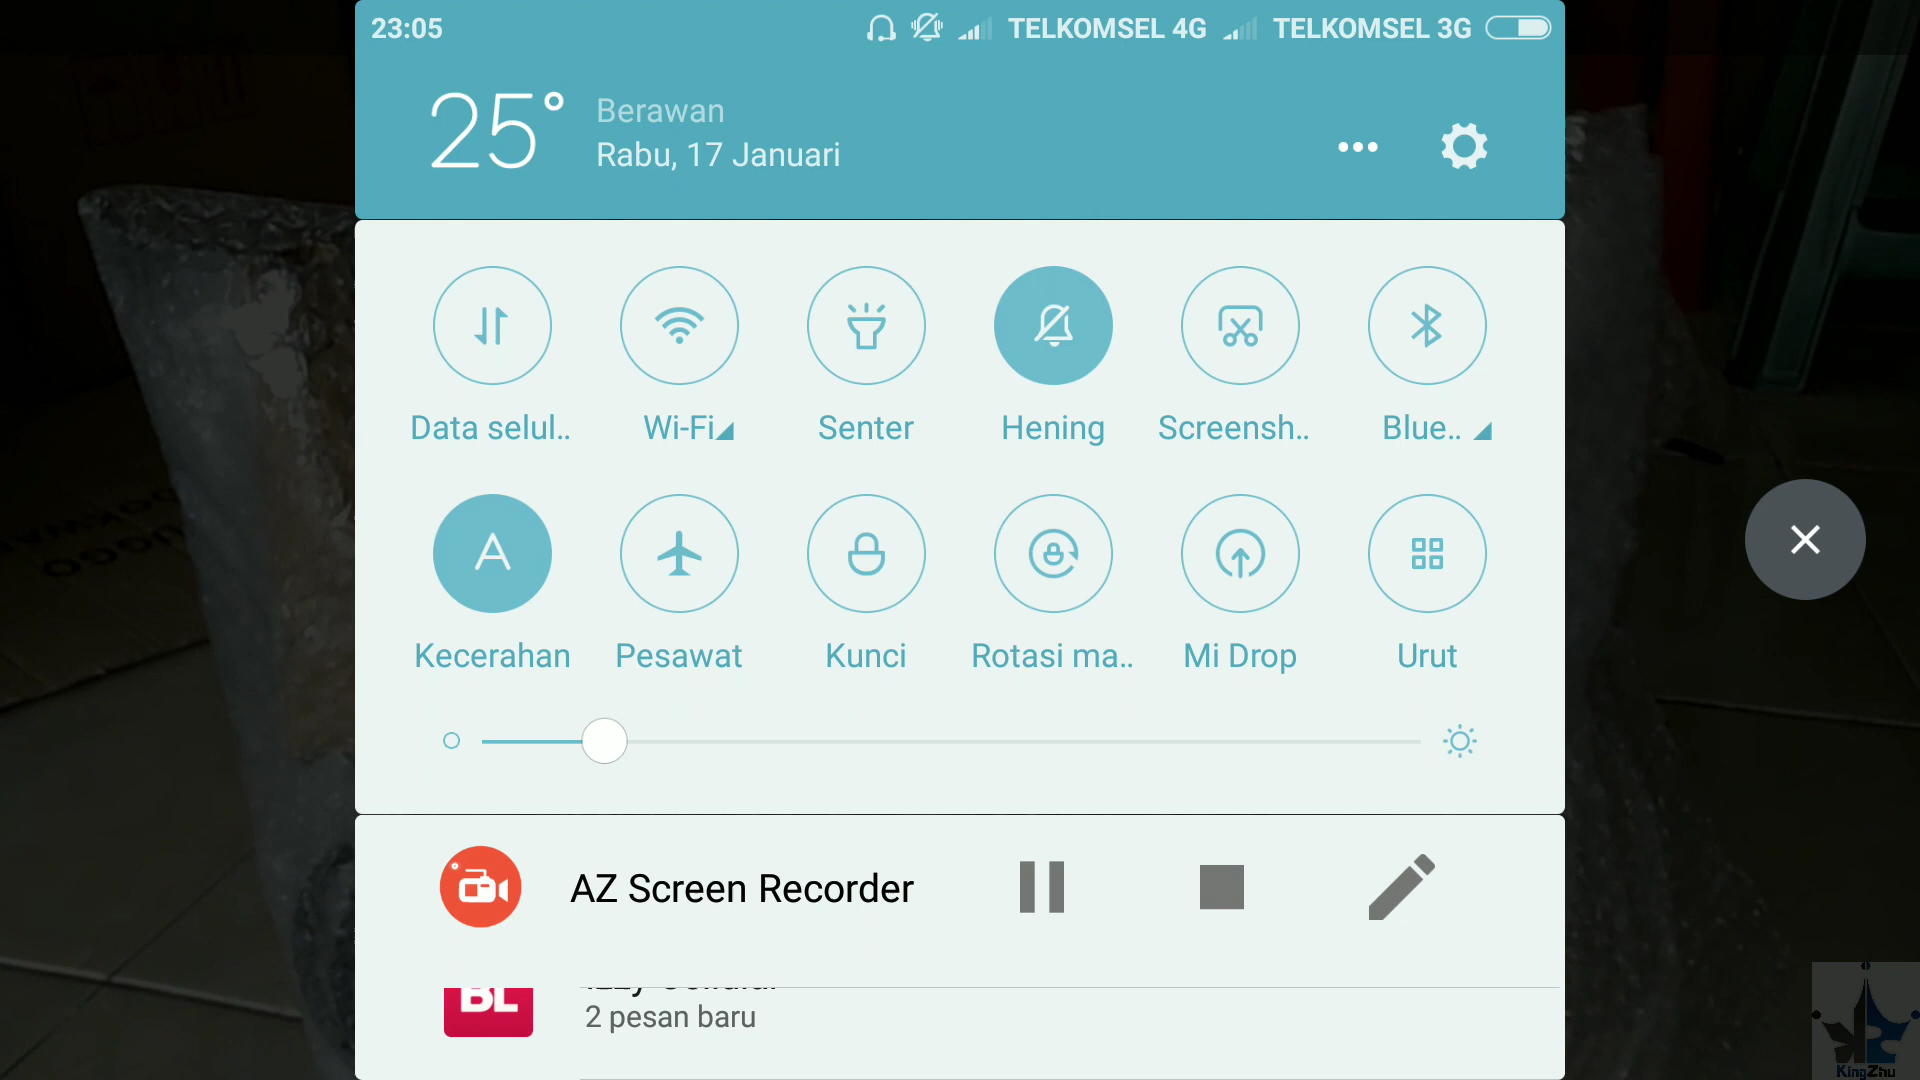 23:05
TELKOMSEL 4G
TELKOMSEL 3G
25°
Berawan
Rabu, 17 Januari
Data selul..
Wi-Fi
Senter
Hening
Screensh..
Blue..
Kecerahan
Pesawat
Kunci
Rotasi ma..
Mi Drop
Urut
AZ Screen Recorder
BL
2 pesan baru
KingZhu